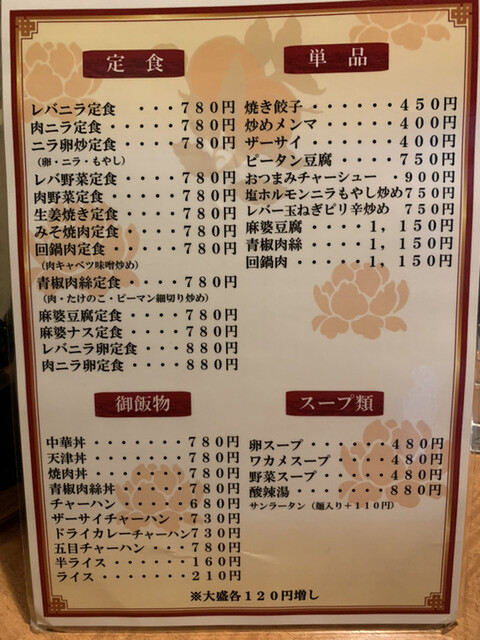 定食
レバニラ定食 ・・・780円
肉ニラ定食・・・・・780円
ニラ卵炒定食・・・・780円
（卵・ニラ・もやし）
レバ野菜定食・・・・780円
肉野菜定食・・・・・780円
生姜焼き定食・・・・780円
みそ焼肉定食・・・・780円
回鍋肉定食・・・・・780円
（肉キャベツ味噌炒め）
青椒肉絲定食・・・・780円
（肉・たけのこ・ピーマン細切り炒め）
麻婆豆腐定食・・・・780円
麻婆ナス定食・・・・780円
レバニラ卵定食・・・880円
肉ニラ卵定食・・・・880円
単品
焼き餃子・・・・・・450円
炒めメンマ・・・・・400円
ザーサイ・・・・・・400円
ピータン豆腐・・・・750円
おつまみチャーシュー ・900円
塩ホルモンニラもやし炒め750円
レバー玉ねぎピリ辛炒め 750円
麻婆豆腐・・・・1，150円
青椒肉絲・・・・1，150円
回鍋肉・・・・・1，150円
御飯物
中華丼・・・・・・・780円
天津丼・・・・・・・780円
焼肉丼・・・・・・・780円
青椒肉絲丼・・・・・780円
チャーハン・・・・・680円
ザーサイチャーハン・730円
ドライカレーチャーハン730円
五目チャーハン・・・780円
半ライス・・・・・・160円
ライス・・・・・・・210円
スープ類
卵スープ・・・・・・480円
ワカメスープ・・・・480円
野菜スープ・・・・・480円
酸辣湯・・・・・・・880円
サンラータン（麺入り＋110円）
※大盛各120円増し